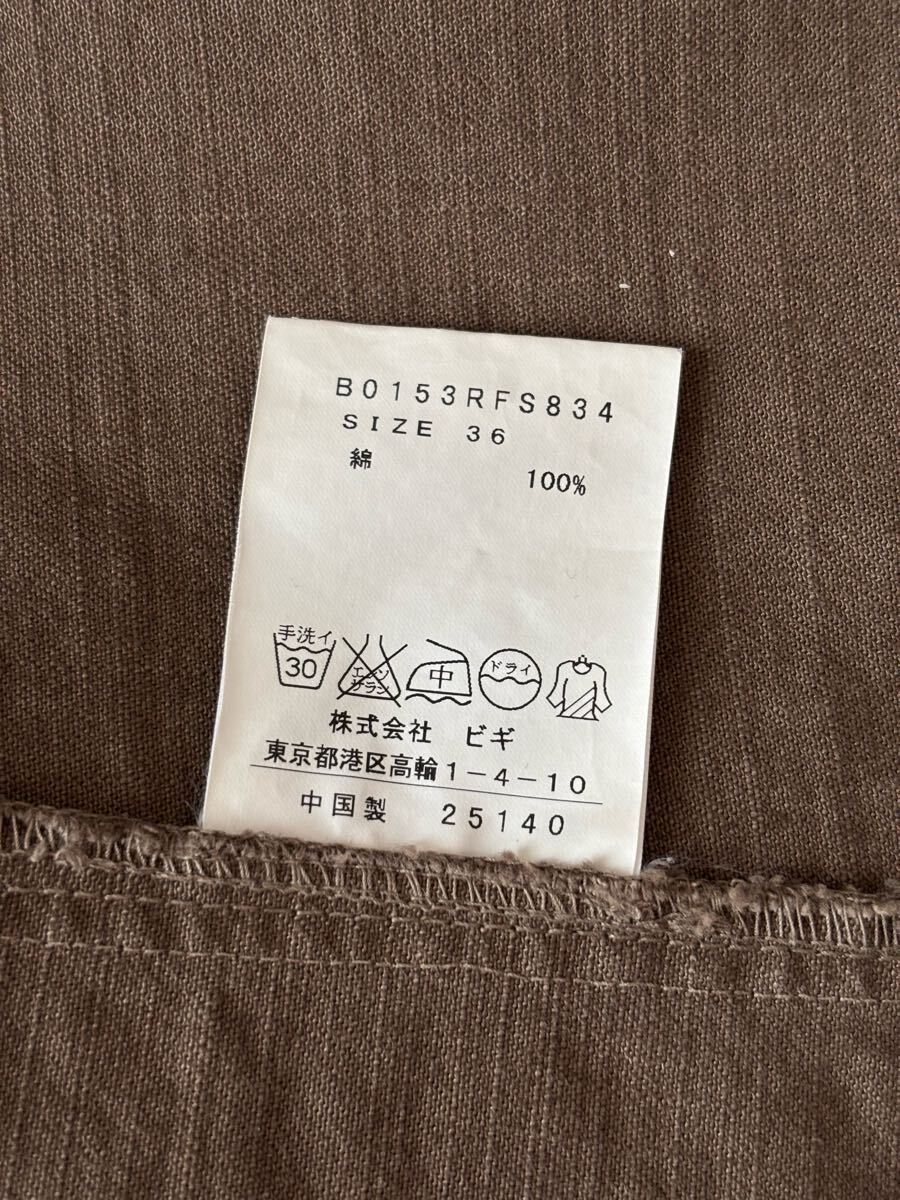 B0153RFS834
SIZE 36
綿 100%
手洗イ
30
エンソ
サラシ
中
ドライ
株式会社 ビギ
東京都港区高輪1-4-10
中国製 25140